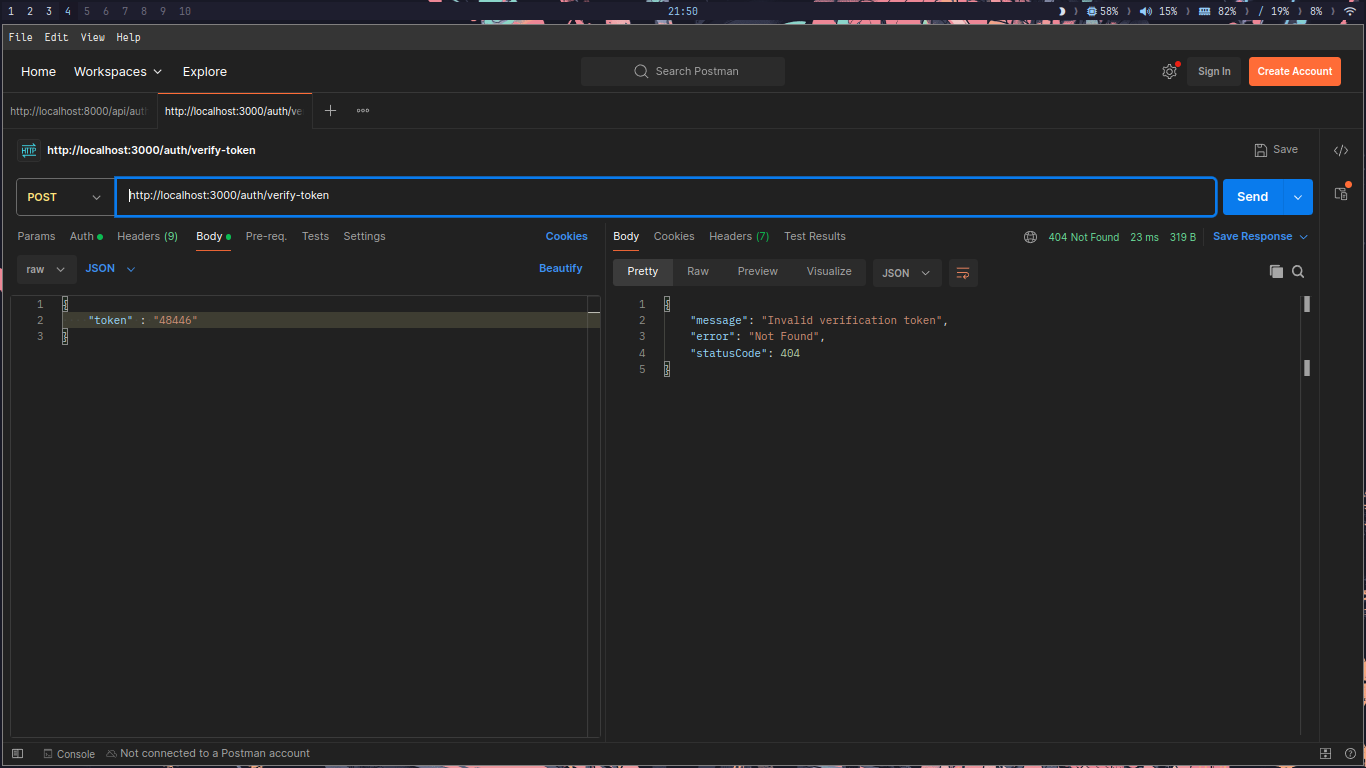 1 2 3 4 5 6 7 8 9 10 21:50 58% 15% 82% / 19% 8%
File Edit View Help
Home Workspaces Explore Search Postman Sign In Create Account
http://localhost:8000/api/aut http://localhost:3000/auth/ve
HTTP http://localhost:3000/auth/verify-token Save
POST http://localhost:3000/auth/verify-token Send
Params Auth Headers (9) Body Pre-req. Tests Settings Cookies
Body Cookies Headers (7) Test Results 404 Not Found 23 ms 319 B Save Response
raw JSON Beautify
Pretty Raw Preview Visualize JSON
1 {
2 "token" : "48446"
3 }
1 {
2 "message": "Invalid verification token",
3 "error": "Not Found",
4 "statusCode": 404
5 }
Console Not connected to a Postman account